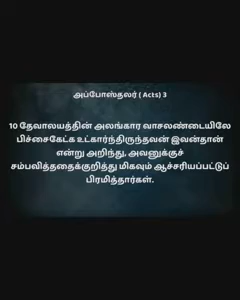 அப்போஸ்தலர் ( Acts) 3
10 தேவாலயத்தின் அலங்கார வாசலண்டையிலே
பிச்சைகேட்க உட்கார்ந்திருந்தவன் இவன்தான்
என்று அறிந்து, அவனுக்குச்
சம்பவித்ததைக்குறித்து மிகவும் ஆச்சரியப்பட்டுப்
பிரமித்தார்கள்.